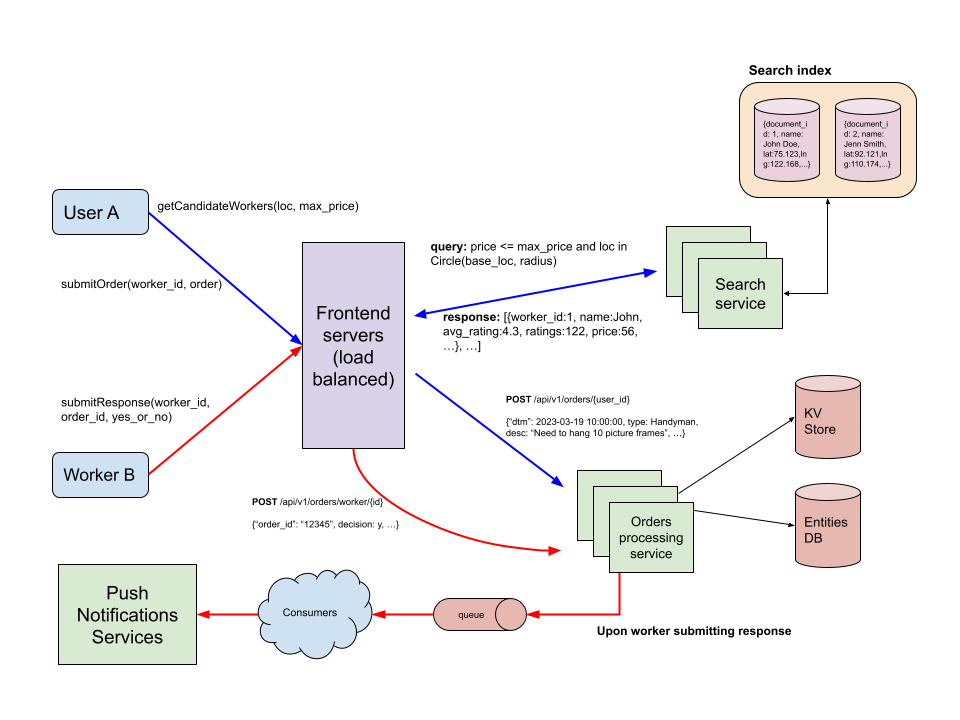 Search index
{document_i
d: 1, name:
John Doe,
lat:75.123,ln
g:122.168,...}
{document_i
d: 2, name:
Jenn Smith,
lat:92.121,ln
g:110.174,...}
User A
getCandidateWorkers(loc, max_price)
submitOrder(worker_id, order)
Frontend
servers
(load
balanced)
query: price <= max_price and loc in
Circle(base_loc, radius)
response: [{worker_id:1, name:John,
avg_rating:4.3, ratings:122, price:56,
…}, …]
Search
service
submitResponse(worker_id,
order_id, yes_or_no)
Worker B
POST /api/v1/orders/{user_id}
{"dtm": 2023-03-19 10:00:00, type: Handyman,
desc: "Need to hang 10 picture frames", …}
KV
Store
POST /api/v1/orders/worker/{id}
{"order_id": "12345", decision: y, …}
Orders
processing
service
Entities
DB
Push
Notifications
Services
Consumers
queue
Upon worker submitting response